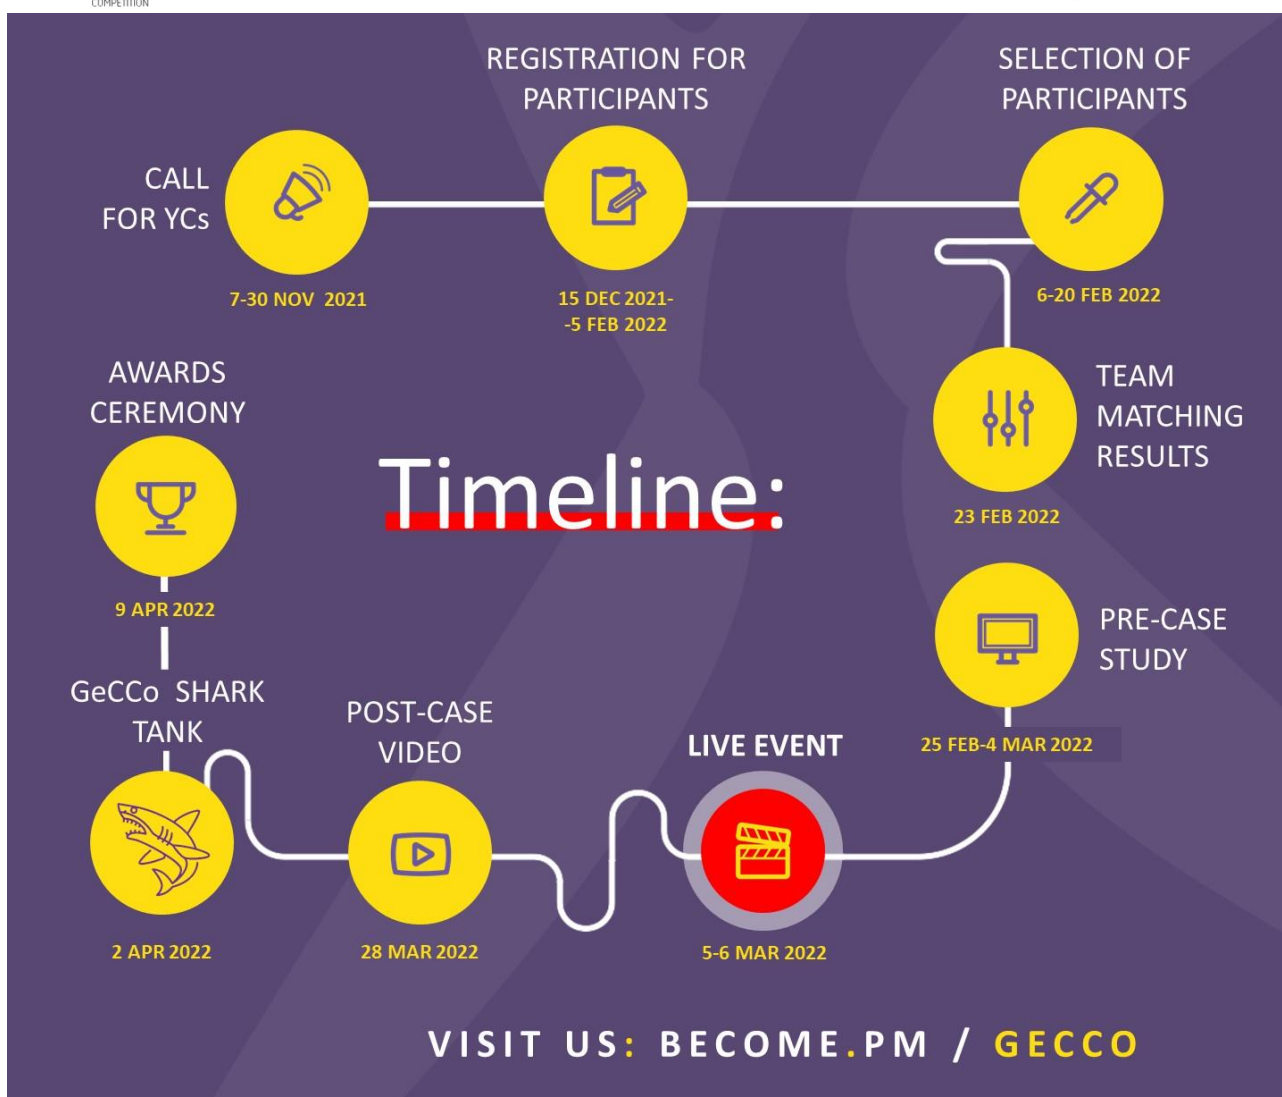 COMPETITION
REGISTRATION FOR
PARTICIPANTS
SELECTION OF
PARTICIPANTS
CALL
FOR YCs
7-30 NOV 2021
15 DEC 2021-
-5 FEB 2022
6-20 FEB 2022
TEAM
MATCHING
RESULTS
23 FEB 2022
Timeline:
PRE-CASE
STUDY
25 FEB-4 MAR 2022
LIVE EVENT
5-6 MAR 2022
POST-CASE
VIDEO
28 MAR 2022
GeCCo SHARK
TANK
2 APR 2022
AWARDS
CEREMONY
9 APR 2022
VISIT US: BECOME.PM / GECCO